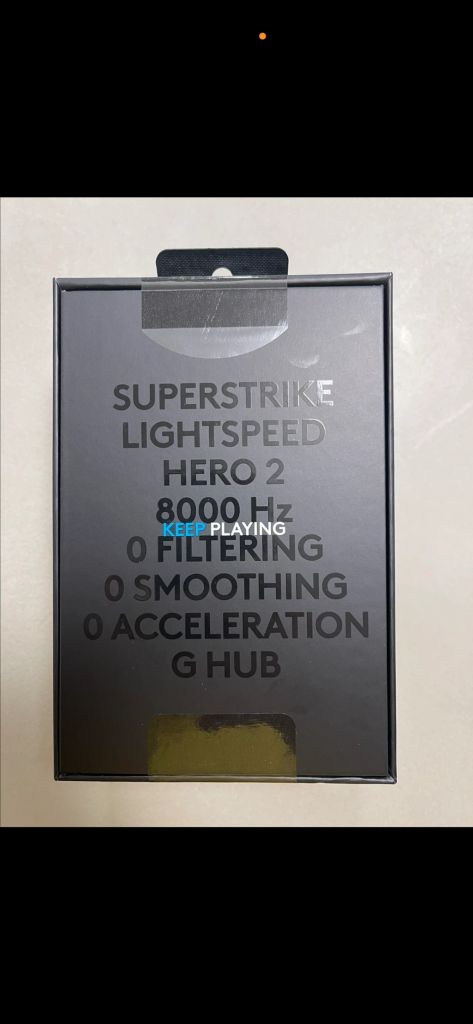 SUPERSTRIKE
LIGHTSPEED
HERO 2
8000 Hz
KEEP PLAYING
0 FILTERING
0 SMOOTHING
0 ACCELERATION
G HUB